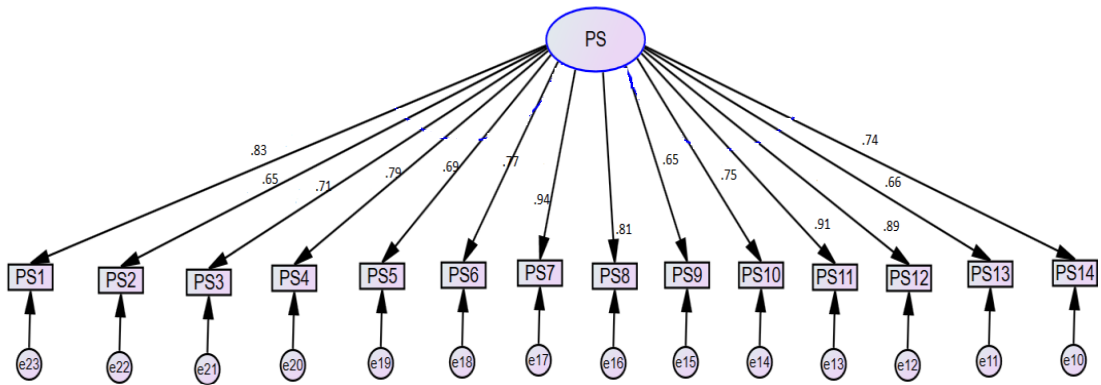 PS
.83
.65
.71
.79
.69
.77
.94
.81
.65
.75
.91
.89
.66
.74
PS1
PS2
PS3
PS4
PS5
PS6
PS7
PS8
PS9
PS10
PS11
PS12
PS13
PS14
e23
e22
e21
e20
e19
e18
e17
e16
e15
e14
e13
e12
e11
e10